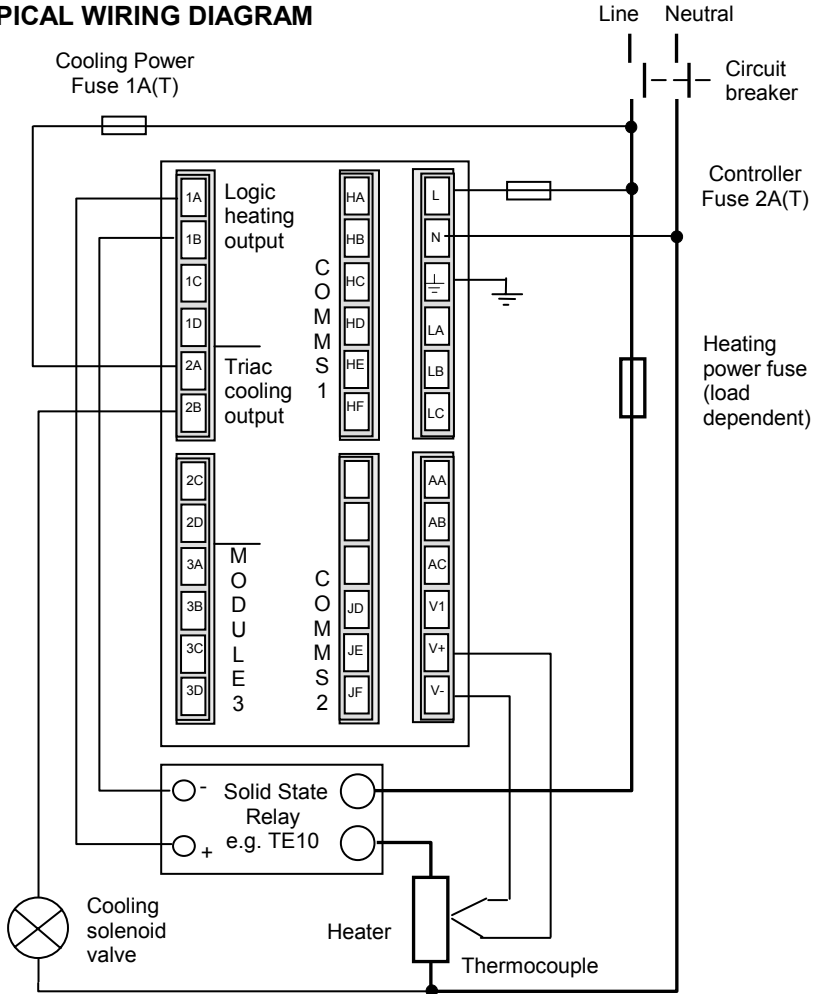 PICAL WIRING DIAGRAM
Line Neutral
Cooling Power
Fuse 1A(T)
Circuit
breaker
Controller
Fuse 2A(T)
Heating
power fuse
(load
dependent)
1A
1B
1C
1D
2A
2B
Logic
heating
output
Triac
cooling
output
COMMS 1
HA
HB
HC
HD
HE
HF
L
N
LA
LB
LC
2C
2D
3A
3B
3C
3D
MODULE 3
COMMS 2
JD
JE
JF
AA
AB
AC
V1
V+
V-
-
+
Solid State
Relay
e.g. TE10
Cooling
solenoid
valve
Heater
Thermocouple